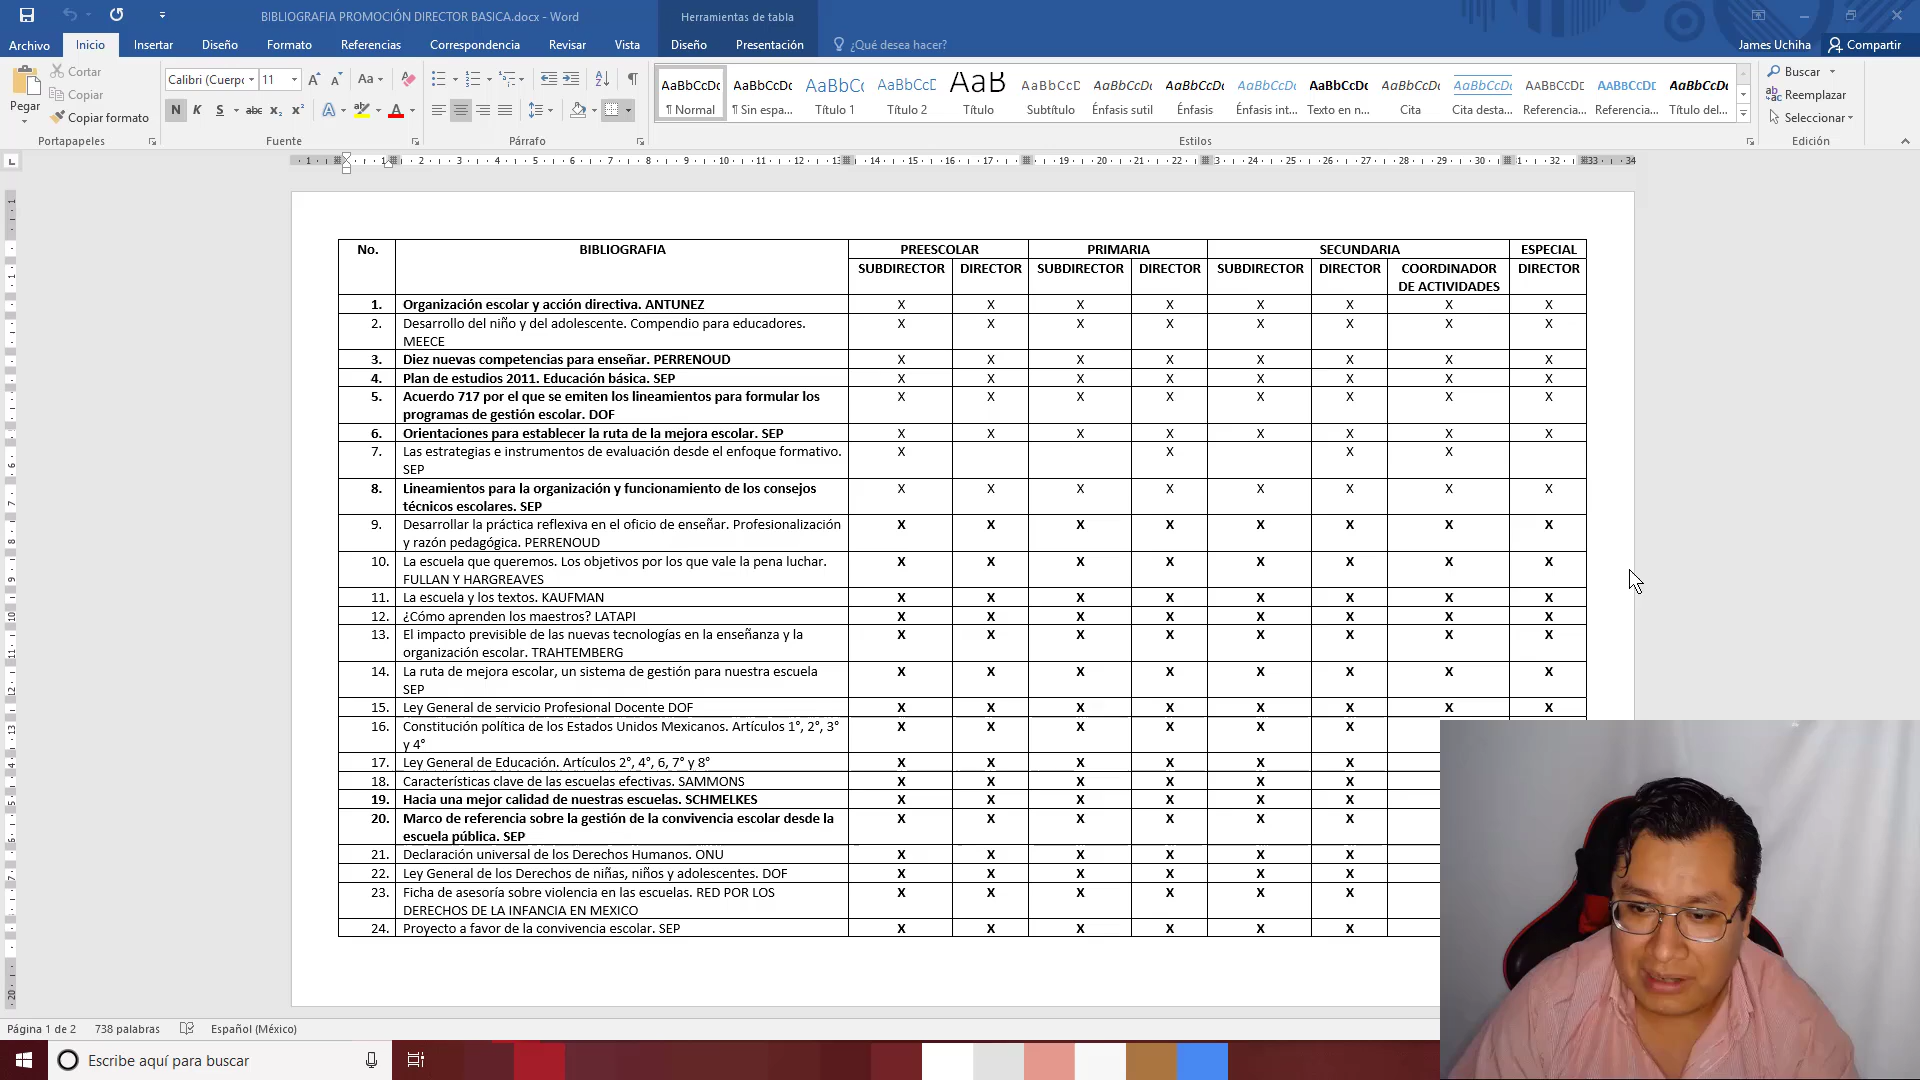 BIBLIOGRAFIA PROMOCIÓN DIRECTOR BASICA.docx - Word
Herramientas de tabla
Archivo Inicio Insertar Diseño Formato Referencias Correspondencia Revisar Vista Diseño Presentación ¿Qué desea hacer? James Uchiha Compartir
Pegar
Cortar
Copiar
Copiar formato
Portapapeles
Calibri (Cuerpo 11
N K S abc
Fuente
Párrafo
¶ Normal
¶ Sin espa...
Título 1
Título 2
Título
Subtítulo
Énfasis sutil
Énfasis
Énfasis int...
Texto en n...
Cita
Cita desta...
Referencia...
Referencia...
Título del...
Estilos
Buscar
Reemplazar
Seleccionar
Edición
No. BIBLIOGRAFIA PREESCOLAR PRIMARIA SECUNDARIA ESPECIAL
SUBDIRECTOR DIRECTOR SUBDIRECTOR DIRECTOR SUBDIRECTOR DIRECTOR COORDINADOR DIRECTOR
DE ACTIVIDADES
1. Organización escolar y acción directiva. ANTUNEZ X X X X X X X X
2. Desarrollo del niño y del adolescente. Compendio para educadores. X X X X X X X X
MEECE
3. Diez nuevas competencias para enseñar. PERRENOUD X X X X X X X X
4. Plan de estudios 2011. Educación básica. SEP X X X X X X X X
5. Acuerdo 717 por el que se emiten los lineamientos para formular los X X X X X X X X
programas de gestión escolar. DOF
6. Orientaciones para establecer la ruta de la mejora escolar. SEP X X X X X X X X
7. Las estrategias e instrumentos de evaluación desde el enfoque formativo. X X X X
SEP
8. Lineamientos para la organización y funcionamiento de los consejos X X X X X X X X
técnicos escolares. SEP
9. Desarrollar la práctica reflexiva en el oficio de enseñar. Profesionalización X X X X X X X X
y razón pedagógica. PERRENOUD
10. La escuela que queremos. Los objetivos por los que vale la pena luchar. X X X X X X X X
FULLAN Y HARGREAVES
11. La escuela y los textos. KAUFMAN X X X X X X X X
12. ¿Cómo aprenden los maestros? LATAPI X X X X X X X X
13. El impacto previsible de las nuevas tecnologías en la enseñanza y la X X X X X X X X
organización escolar. TRAHTEMBERG
14. La ruta de mejora escolar, un sistema de gestión para nuestra escuela X X X X X X X X
SEP
15. Ley General de servicio Profesional Docente DOF X X X X X X X X
16. Constitución política de los Estados Unidos Mexicanos. Artículos 1°, 2°, 3° X X X X X X
y 4°
17. Ley General de Educación. Artículos 2°, 4°, 6, 7° y 8° X X X X X X
18. Características clave de las escuelas efectivas. SAMMONS X X X X X X
19. Hacia una mejor calidad de nuestras escuelas. SCHMELKES X X X X X X
20. Marco de referencia sobre la gestión de la convivencia escolar desde la X X X X X X
escuela pública. SEP
21. Declaración universal de los Derechos Humanos. ONU X X X X X X
22. Ley General de los Derechos de niñas, niños y adolescentes. DOF X X X X X X
23. Ficha de asesoría sobre violencia en las escuelas. RED POR LOS X X X X X X
DERECHOS DE LA INFANCIA EN MEXICO
24. Proyecto a favor de la convivencia escolar. SEP X X X X X X
Página 1 de 2 738 palabras Español (México)
Escribe aquí para buscar